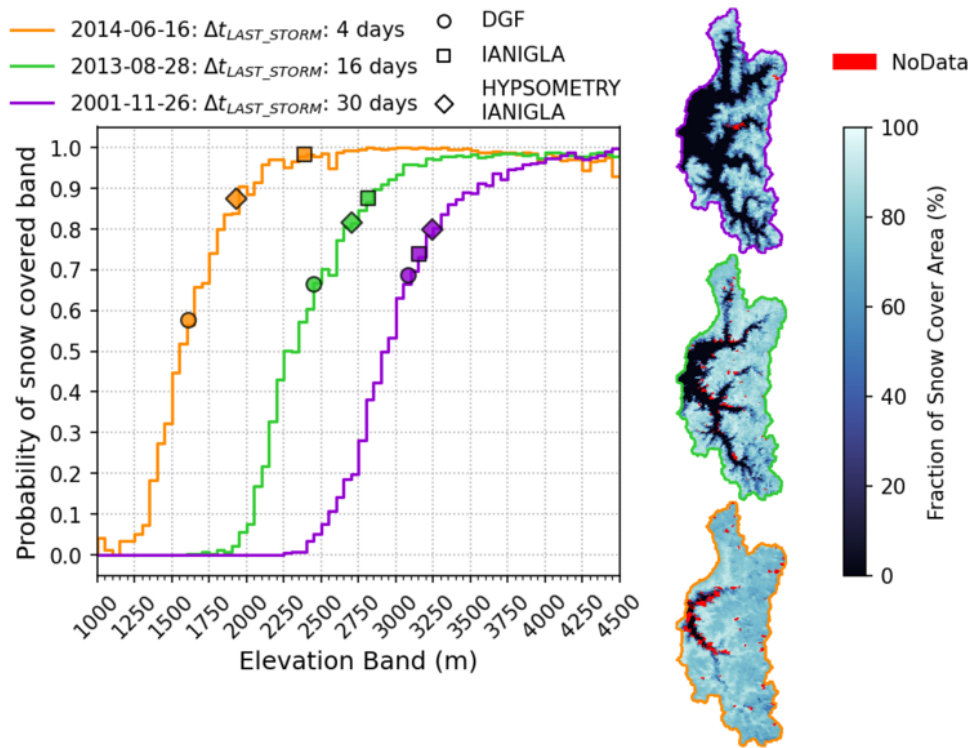 2014-06-16: Δt_LAST_STORM: 4 days
2013-08-28: Δt_LAST_STORM: 16 days
2001-11-26: Δt_LAST_STORM: 30 days
DGF
IANIGLA
HYPSOMETRY
IANIGLA
NoData
Probability of snow covered band
1.0
0.9
0.8
0.7
0.6
0.5
0.4
0.3
0.2
0.1
0.0
1000
1250
1500
1750
2000
2250
2500
2750
3000
3250
3500
3750
4000
4250
4500
Elevation Band (m)
100
80
60
40
20
0
Fraction of Snow Cover Area (%)